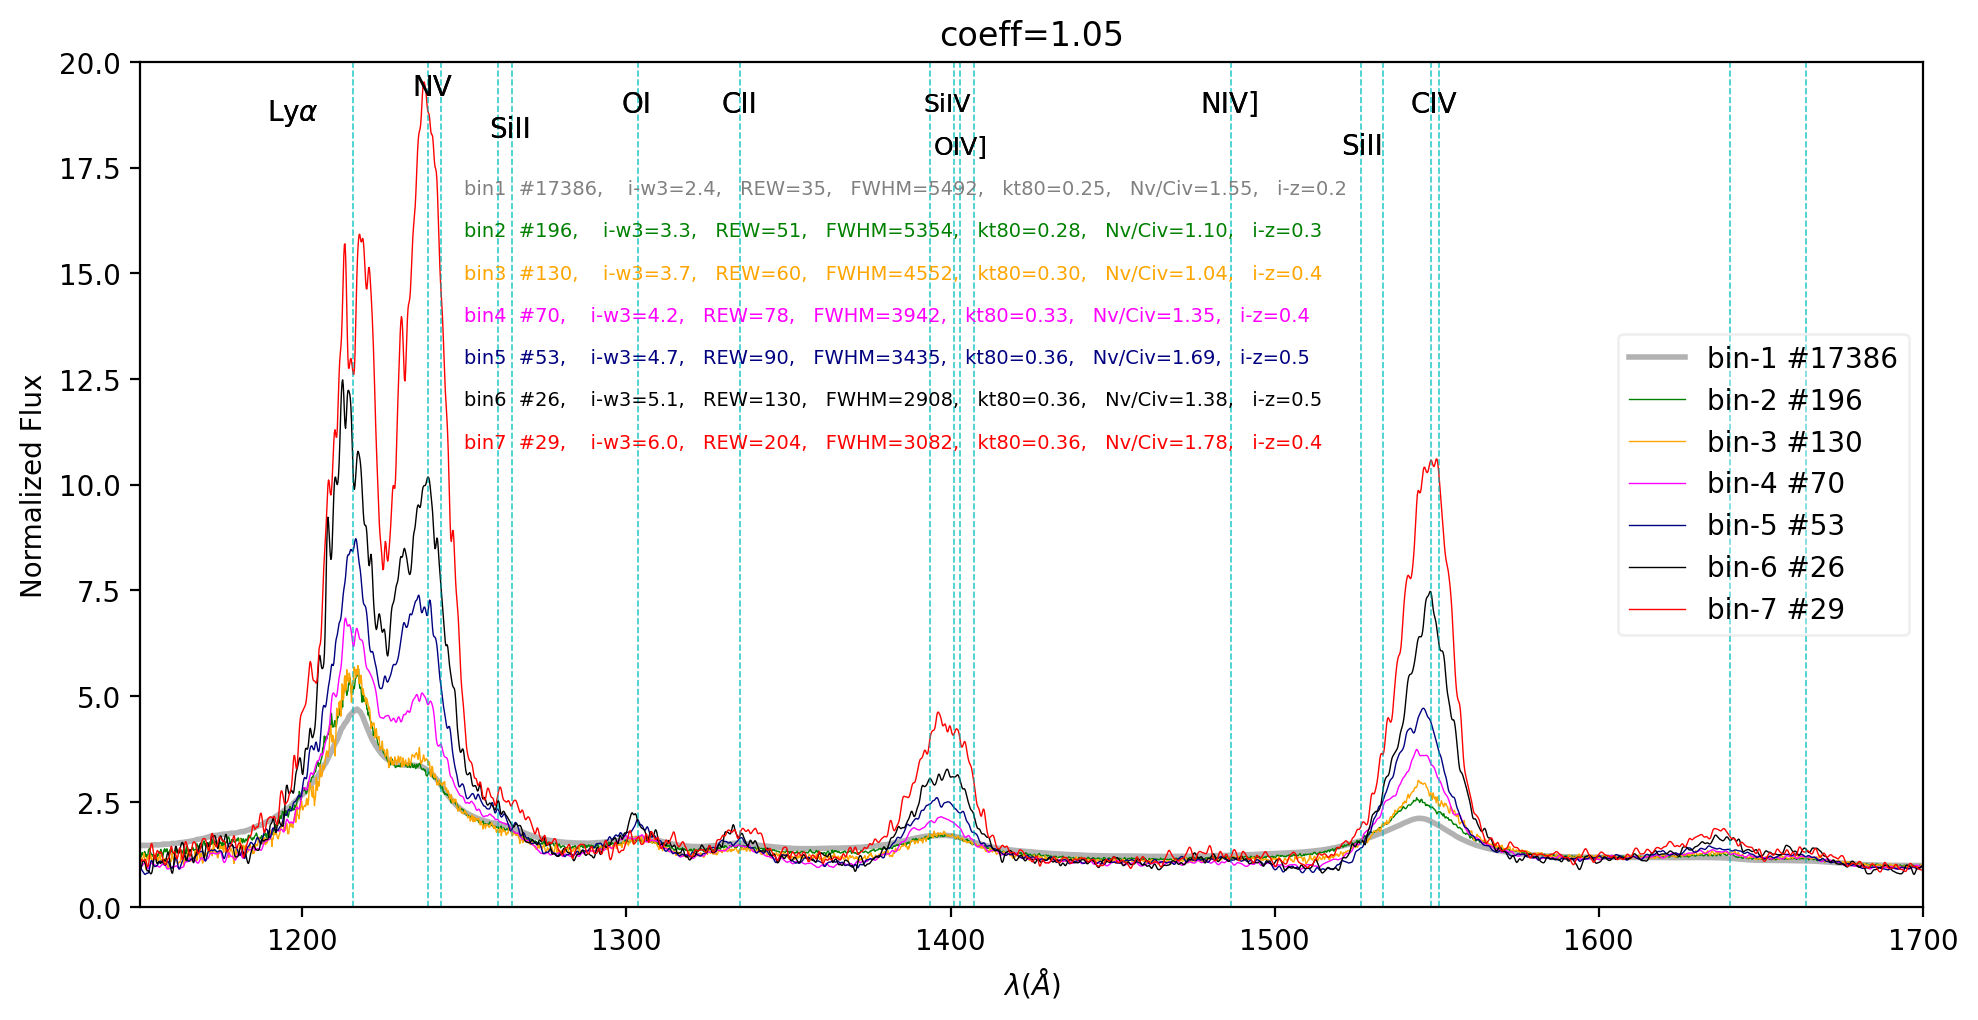 coeff=1.05
20.0
17.5
15.0
12.5
10.0
7.5
5.0
2.5
0.0
Normalized Flux
Lyα
NV
SiII
OI
CII
SiIV
OIV]
NIV]
SiII
CIV
bin1 #17386, i-w3=2.4, REW=35, FWHM=5492, kt80=0.25, Nv/Civ=1.55, i-z=0.2
bin2 #196, i-w3=3.3, REW=51, FWHM=5354, kt80=0.28, Nv/Civ=1.10, i-z=0.3
bin3 #130, i-w3=3.7, REW=60, FWHM=4552, kt80=0.30, Nv/Civ=1.04, i-z=0.4
bin4 #70, i-w3=4.2, REW=78, FWHM=3942, kt80=0.33, Nv/Civ=1.35, i-z=0.4
bin5 #53, i-w3=4.7, REW=90, FWHM=3435, kt80=0.36, Nv/Civ=1.69, i-z=0.5
bin6 #26, i-w3=5.1, REW=130, FWHM=2908, kt80=0.36, Nv/Civ=1.38, i-z=0.5
bin7 #29, i-w3=6.0, REW=204, FWHM=3082, kt80=0.36, Nv/Civ=1.78, i-z=0.4
bin-1 #17386
bin-2 #196
bin-3 #130
bin-4 #70
bin-5 #53
bin-6 #26
bin-7 #29
1200 1300 1400 1500 1600 1700
λ(Å)